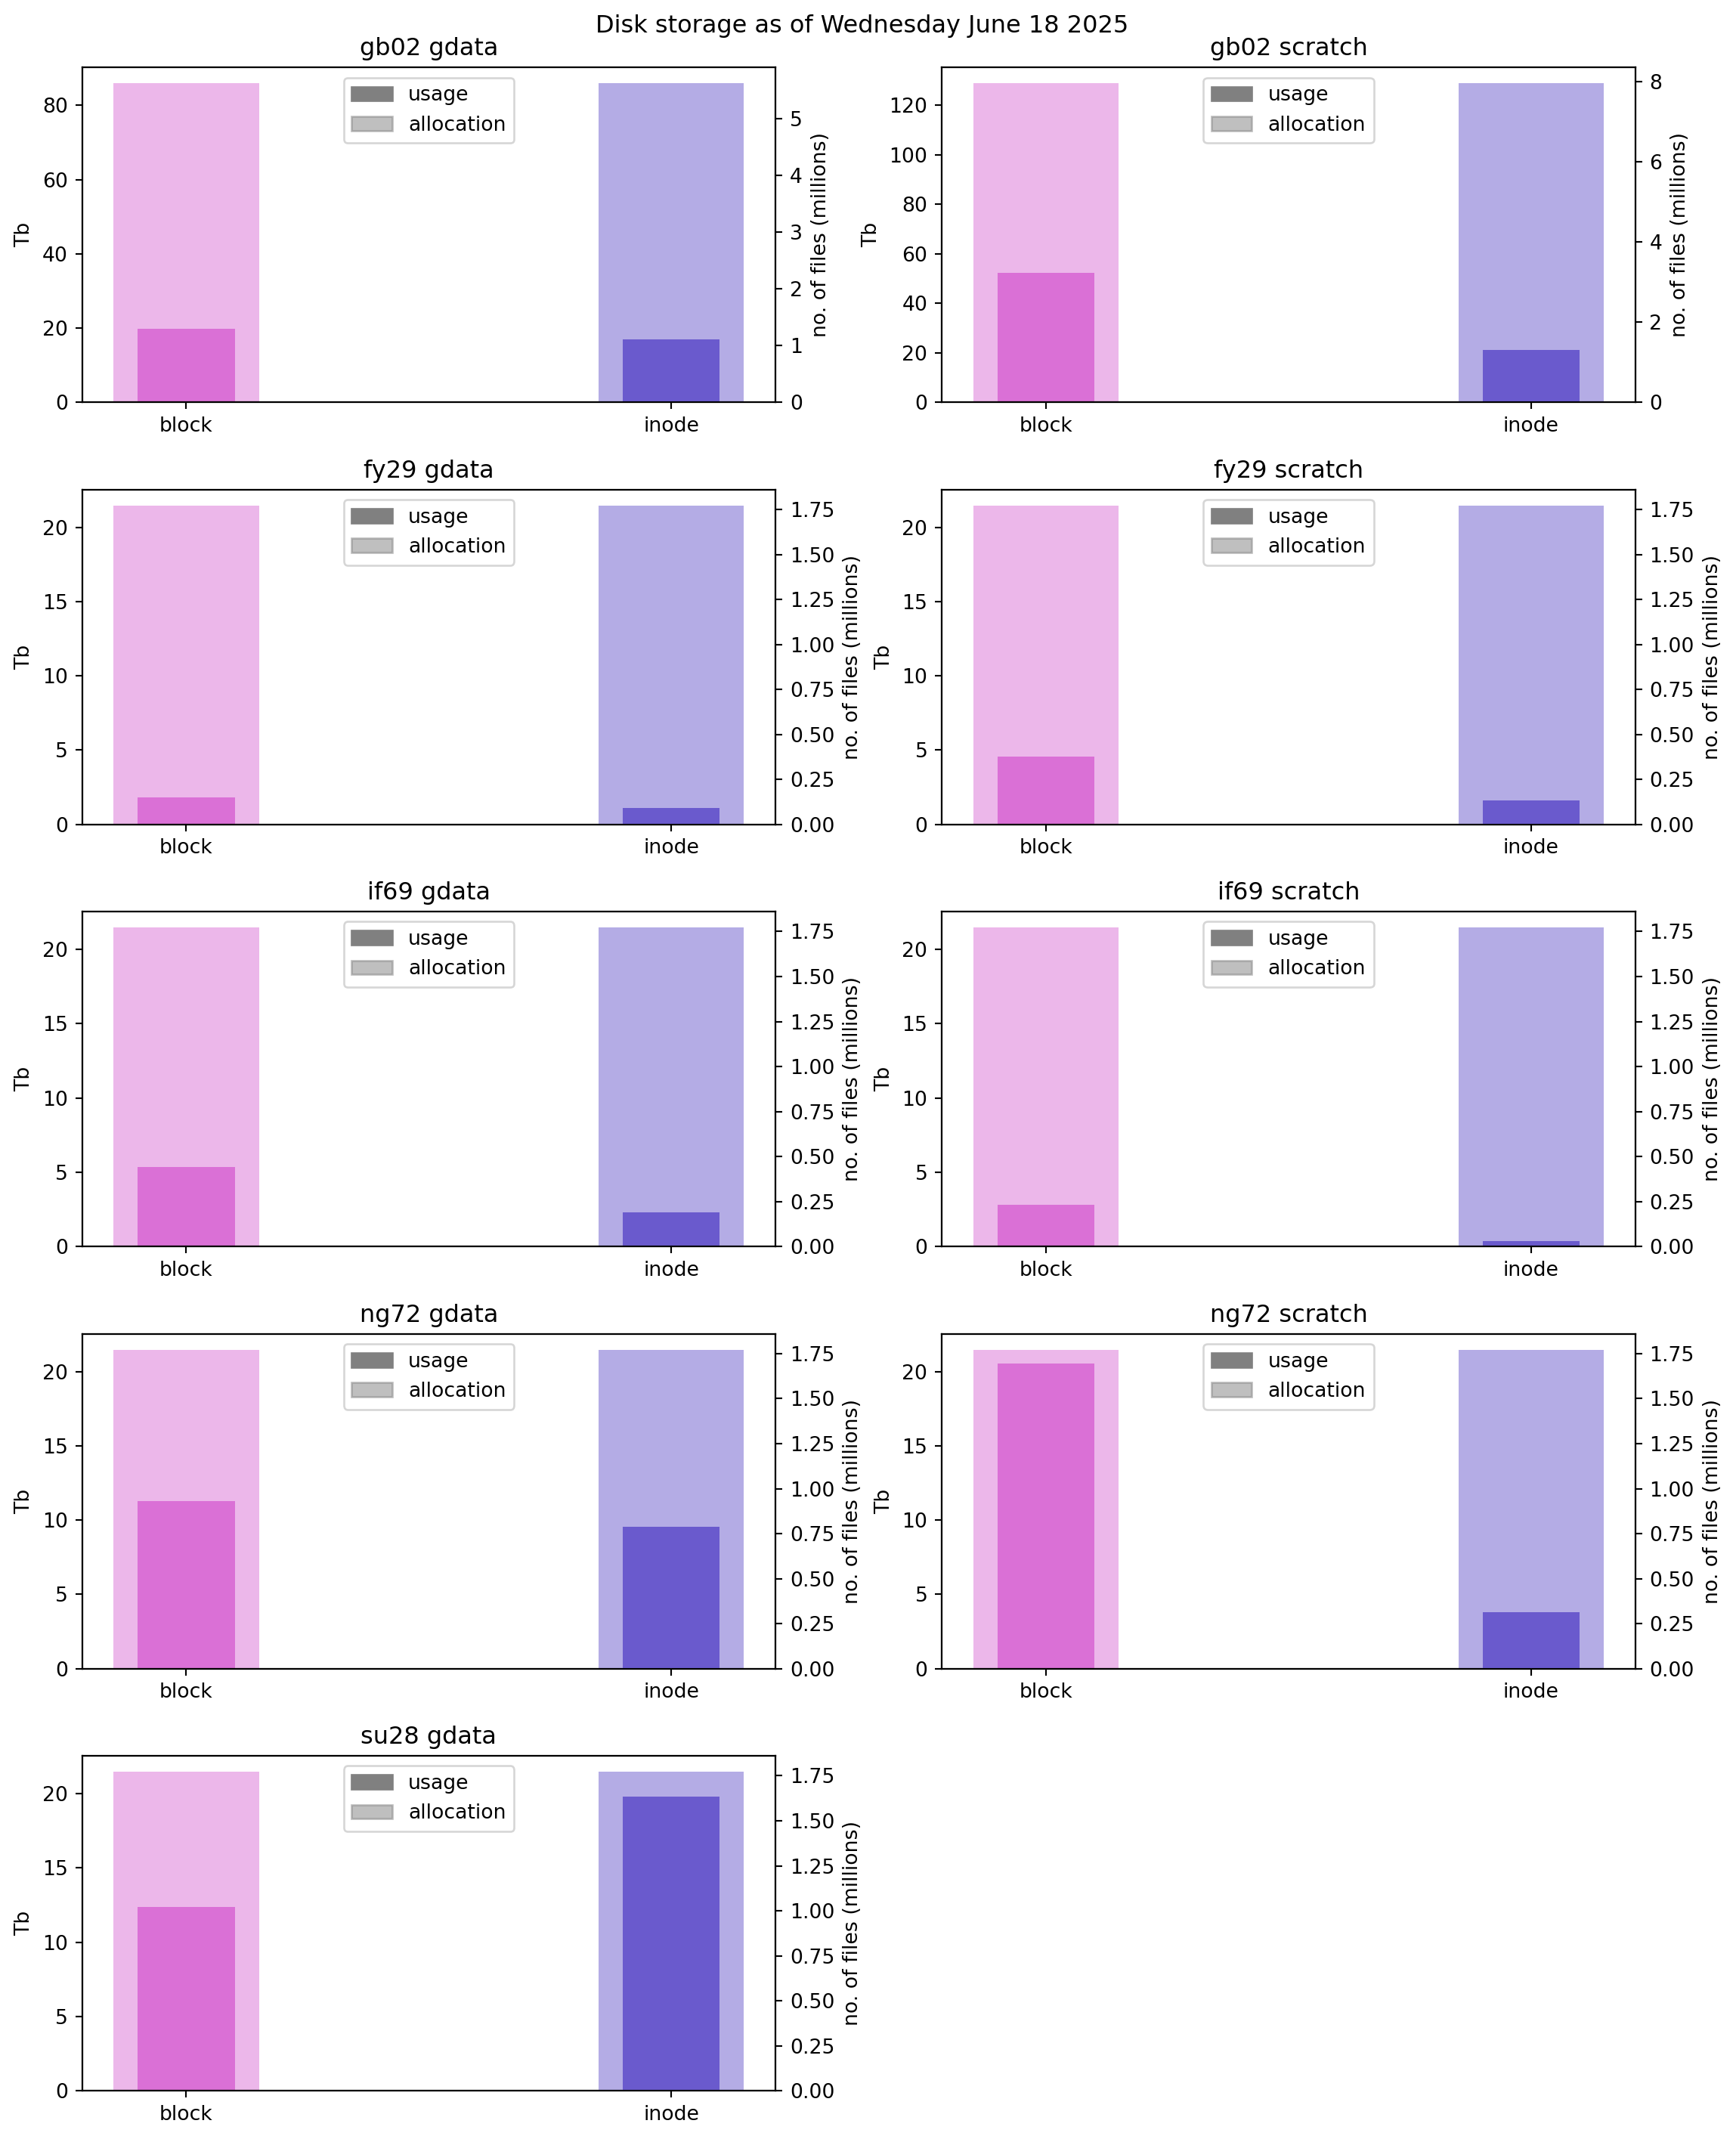 Disk storage as of Wednesday June 18 2025
gb02 gdata
usage
allocation
Tb
80
60
40
20
0
no. of files (millions)
5
4
3
2
1
0
block
inode
gb02 scratch
usage
allocation
Tb
120
100
80
60
40
20
0
no. of files (millions)
8
6
4
2
0
block
inode
fy29 gdata
usage
allocation
Tb
20
15
10
5
0
no. of files (millions)
1.75
1.50
1.25
1.00
0.75
0.50
0.25
0.00
block
inode
fy29 scratch
usage
allocation
Tb
20
15
10
5
0
no. of files (millions)
1.75
1.50
1.25
1.00
0.75
0.50
0.25
0.00
block
inode
if69 gdata
usage
allocation
Tb
20
15
10
5
0
no. of files (millions)
1.75
1.50
1.25
1.00
0.75
0.50
0.25
0.00
block
inode
if69 scratch
usage
allocation
Tb
20
15
10
5
0
no. of files (millions)
1.75
1.50
1.25
1.00
0.75
0.50
0.25
0.00
block
inode
ng72 gdata
usage
allocation
Tb
20
15
10
5
0
no. of files (millions)
1.75
1.50
1.25
1.00
0.75
0.50
0.25
0.00
block
inode
ng72 scratch
usage
allocation
Tb
20
15
10
5
0
no. of files (millions)
1.75
1.50
1.25
1.00
0.75
0.50
0.25
0.00
block
inode
su28 gdata
usage
allocation
Tb
20
15
10
5
0
no. of files (millions)
1.75
1.50
1.25
1.00
0.75
0.50
0.25
0.00
block
inode